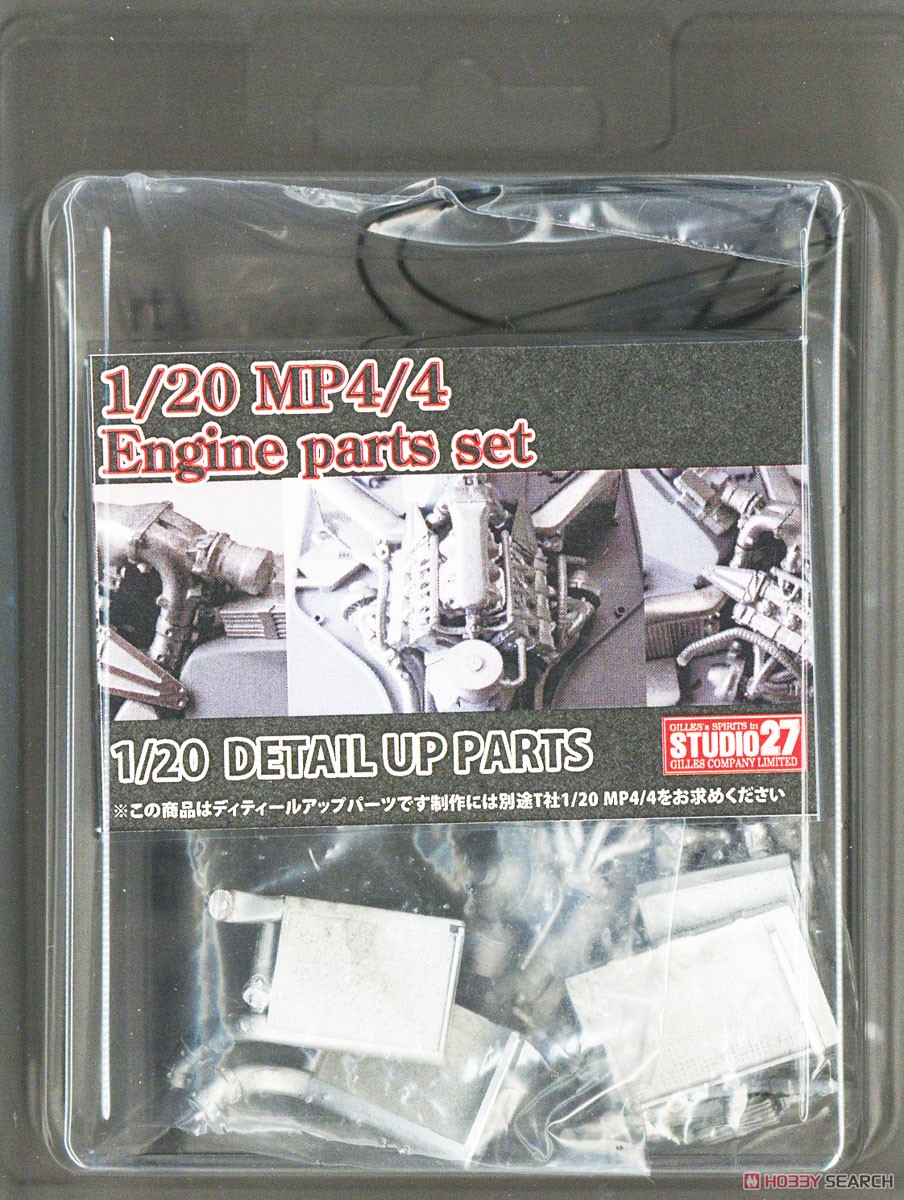 1/20 MP4/4
Engine parts set
1/20 DETAIL UP PARTS
GILLES's SPIRITS in
STUDIO27
GILLES COMPANY LIMITED
※この商品はディティールアップパーツです制作には別途T社1/20 MP4/4をお求めください
HOBBY SEARCH